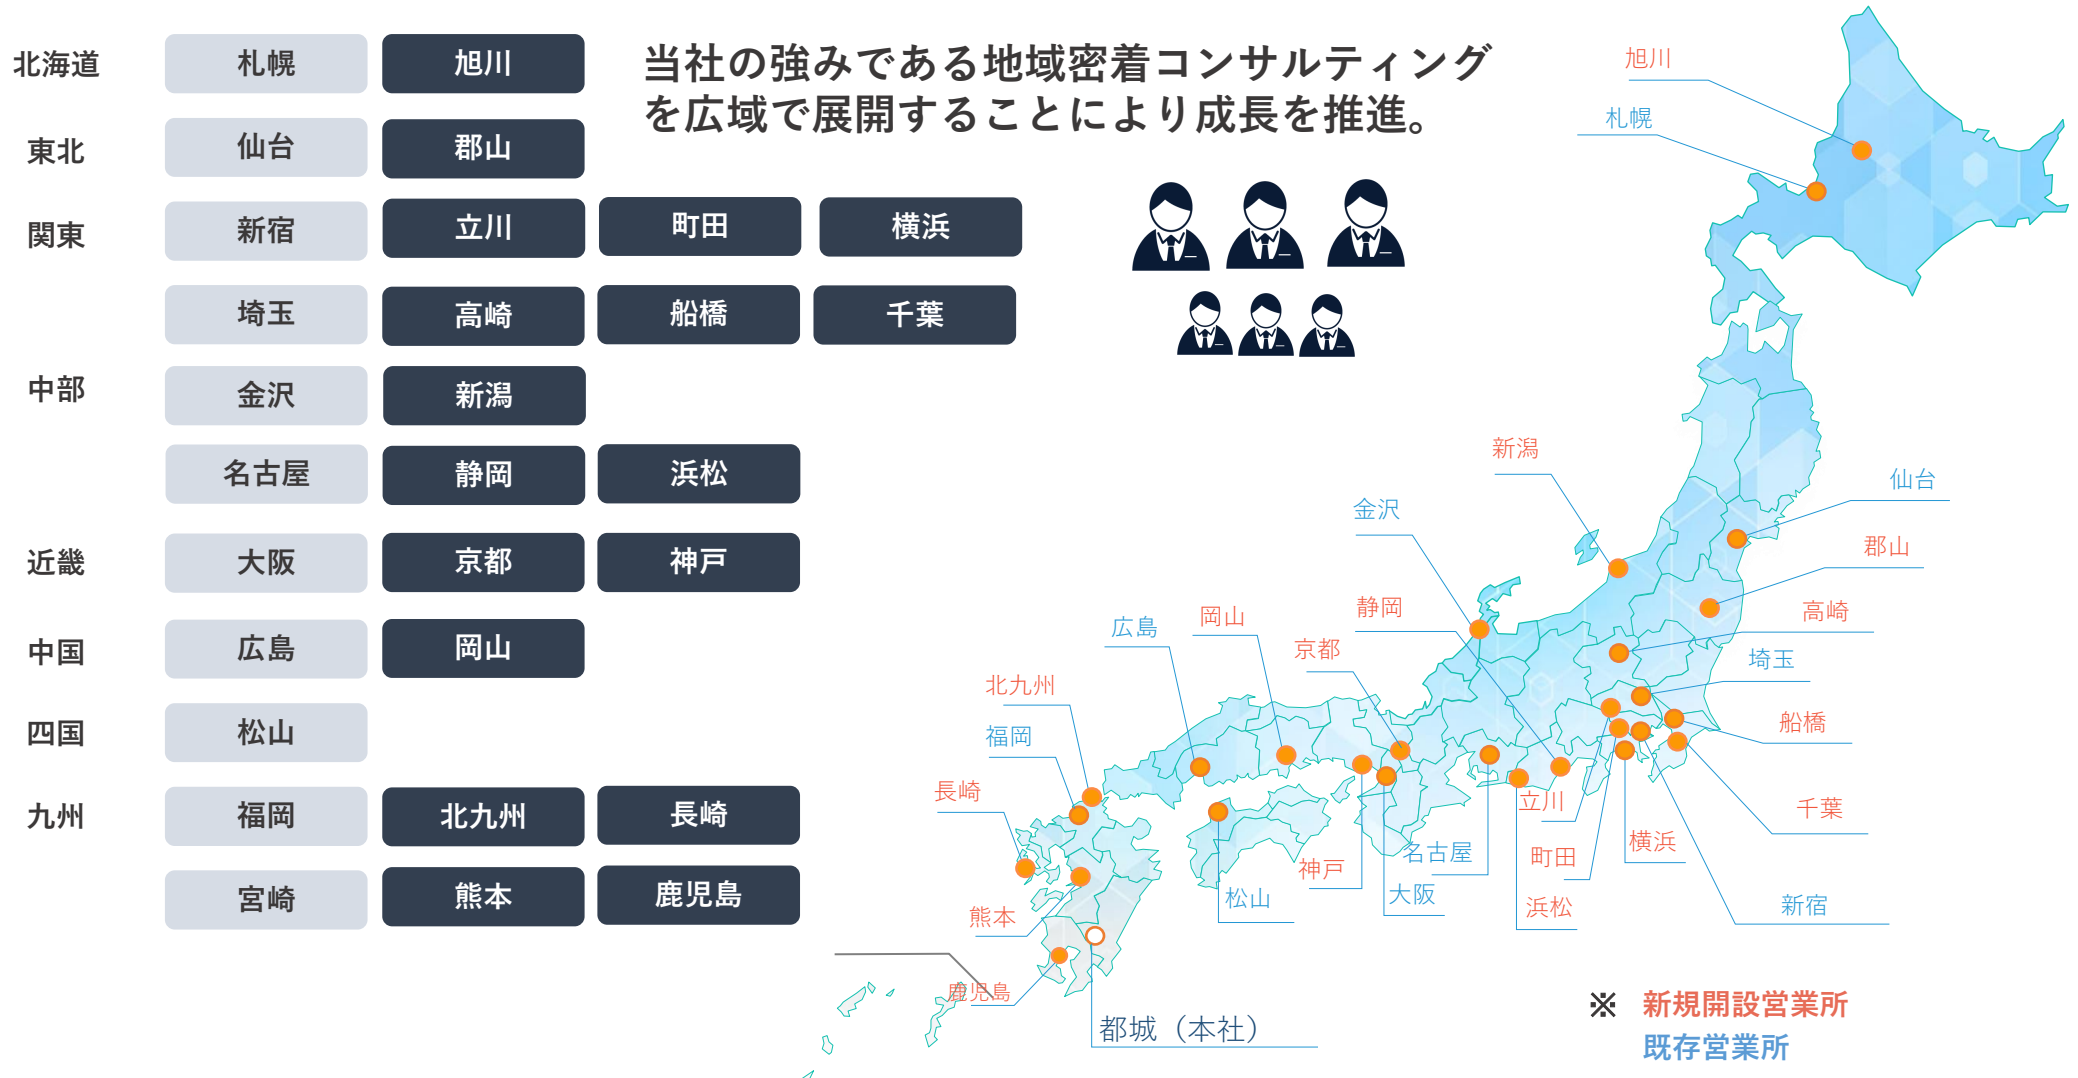 当社の強みである地域密着コンサルティング
を広域で展開することにより成長を推進。
北海道 札幌 旭川
東北 仙台 郡山
関東 新宿 立川 町田 横浜
埼玉 高崎 船橋 千葉
中部 金沢 新潟
名古屋 静岡 浜松
近畿 大阪 京都 神戸
中国 広島 岡山
四国 松山
九州 福岡 北九州 長崎
宮崎 熊本 鹿児島
旭川
札幌
新潟
仙台
金沢
郡山
静岡
高崎
岡山
広島
京都
埼玉
北九州
船橋
福岡
長崎
立川
千葉
横浜
名古屋
町田
神戸
大阪
松山
浜松
新宿
熊本
鹿児島
都城（本社）
※ 新規開設営業所
既存営業所